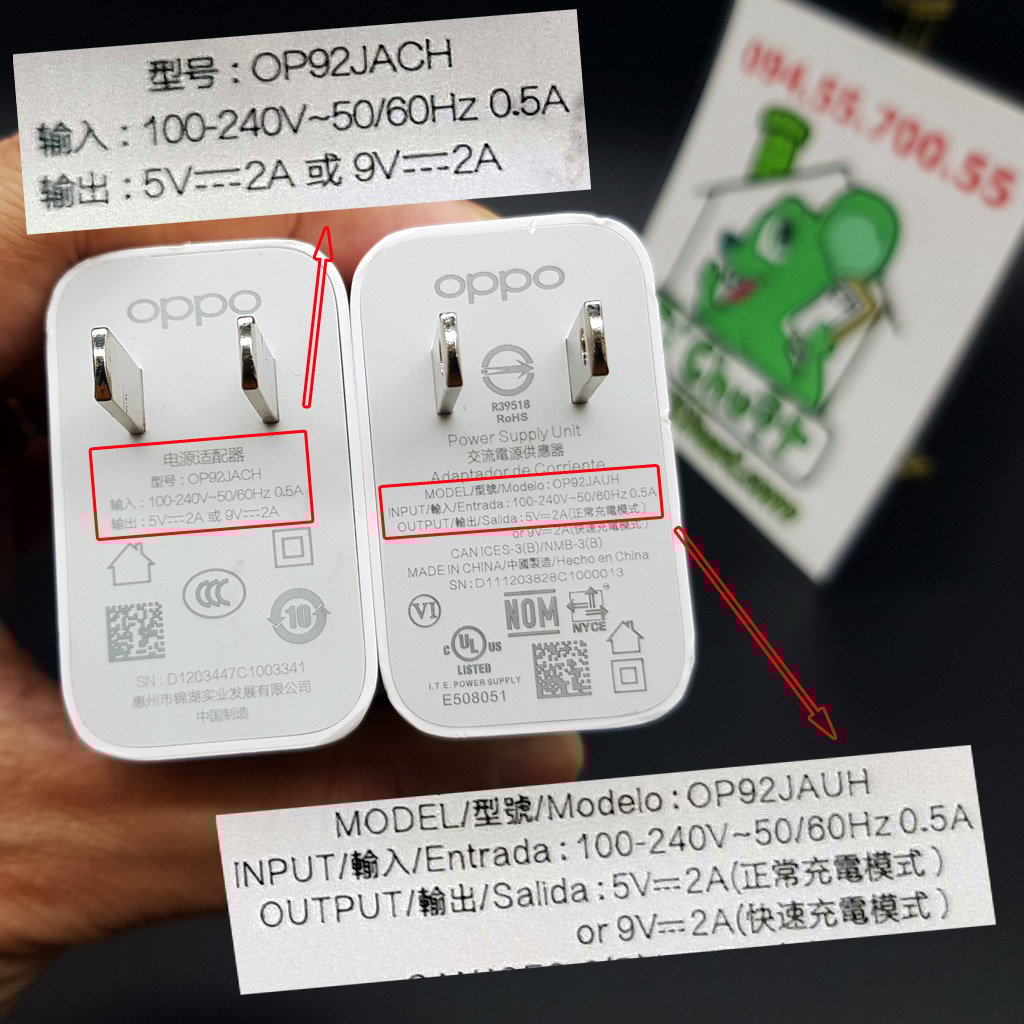 型号 : OP92JACH
输入 : 100-240V~50/60Hz 0.5A
输出 : 5V⎓2A 或 9V⎓2A
094.55.700.55
oppo
电源适配器
型号 : OP92JACH
输入 : 100-240V~50/60Hz 0.5A
输出 : 5V⎓2A 或 9V⎓2A
10
SN : D1203447C1003341
惠州市锦湖实业发展有限公司
中国制造
oppo
R39518
RoHS
Power Supply Unit
交流電源供應器
Adaptador de Corriente
MODEL/型號/Modelo : OP92JAUH
INPUT/輸入/Entrada : 100-240V~50/60Hz 0.5A
OUTPUT/輸出/Salida : 5V⎓2A(正常充電模式)
or 9V⎓2A(快速充電模式)
CAN ICES-3(B)/NMB-3(B)
MADE IN CHINA/中國製造/Hecho en China
SN : D111203828C1000013
VI
NOM
NYCE
c UL US
LISTED
I.T.E. POWER SUPPLY
E508051
MODEL/型號/Modelo : OP92JAUH
INPUT/輸入/Entrada : 100-240V~50/60Hz 0.5A
OUTPUT/輸出/Salida : 5V⎓2A(正常充電模式)
or 9V⎓2A(快速充電模式)